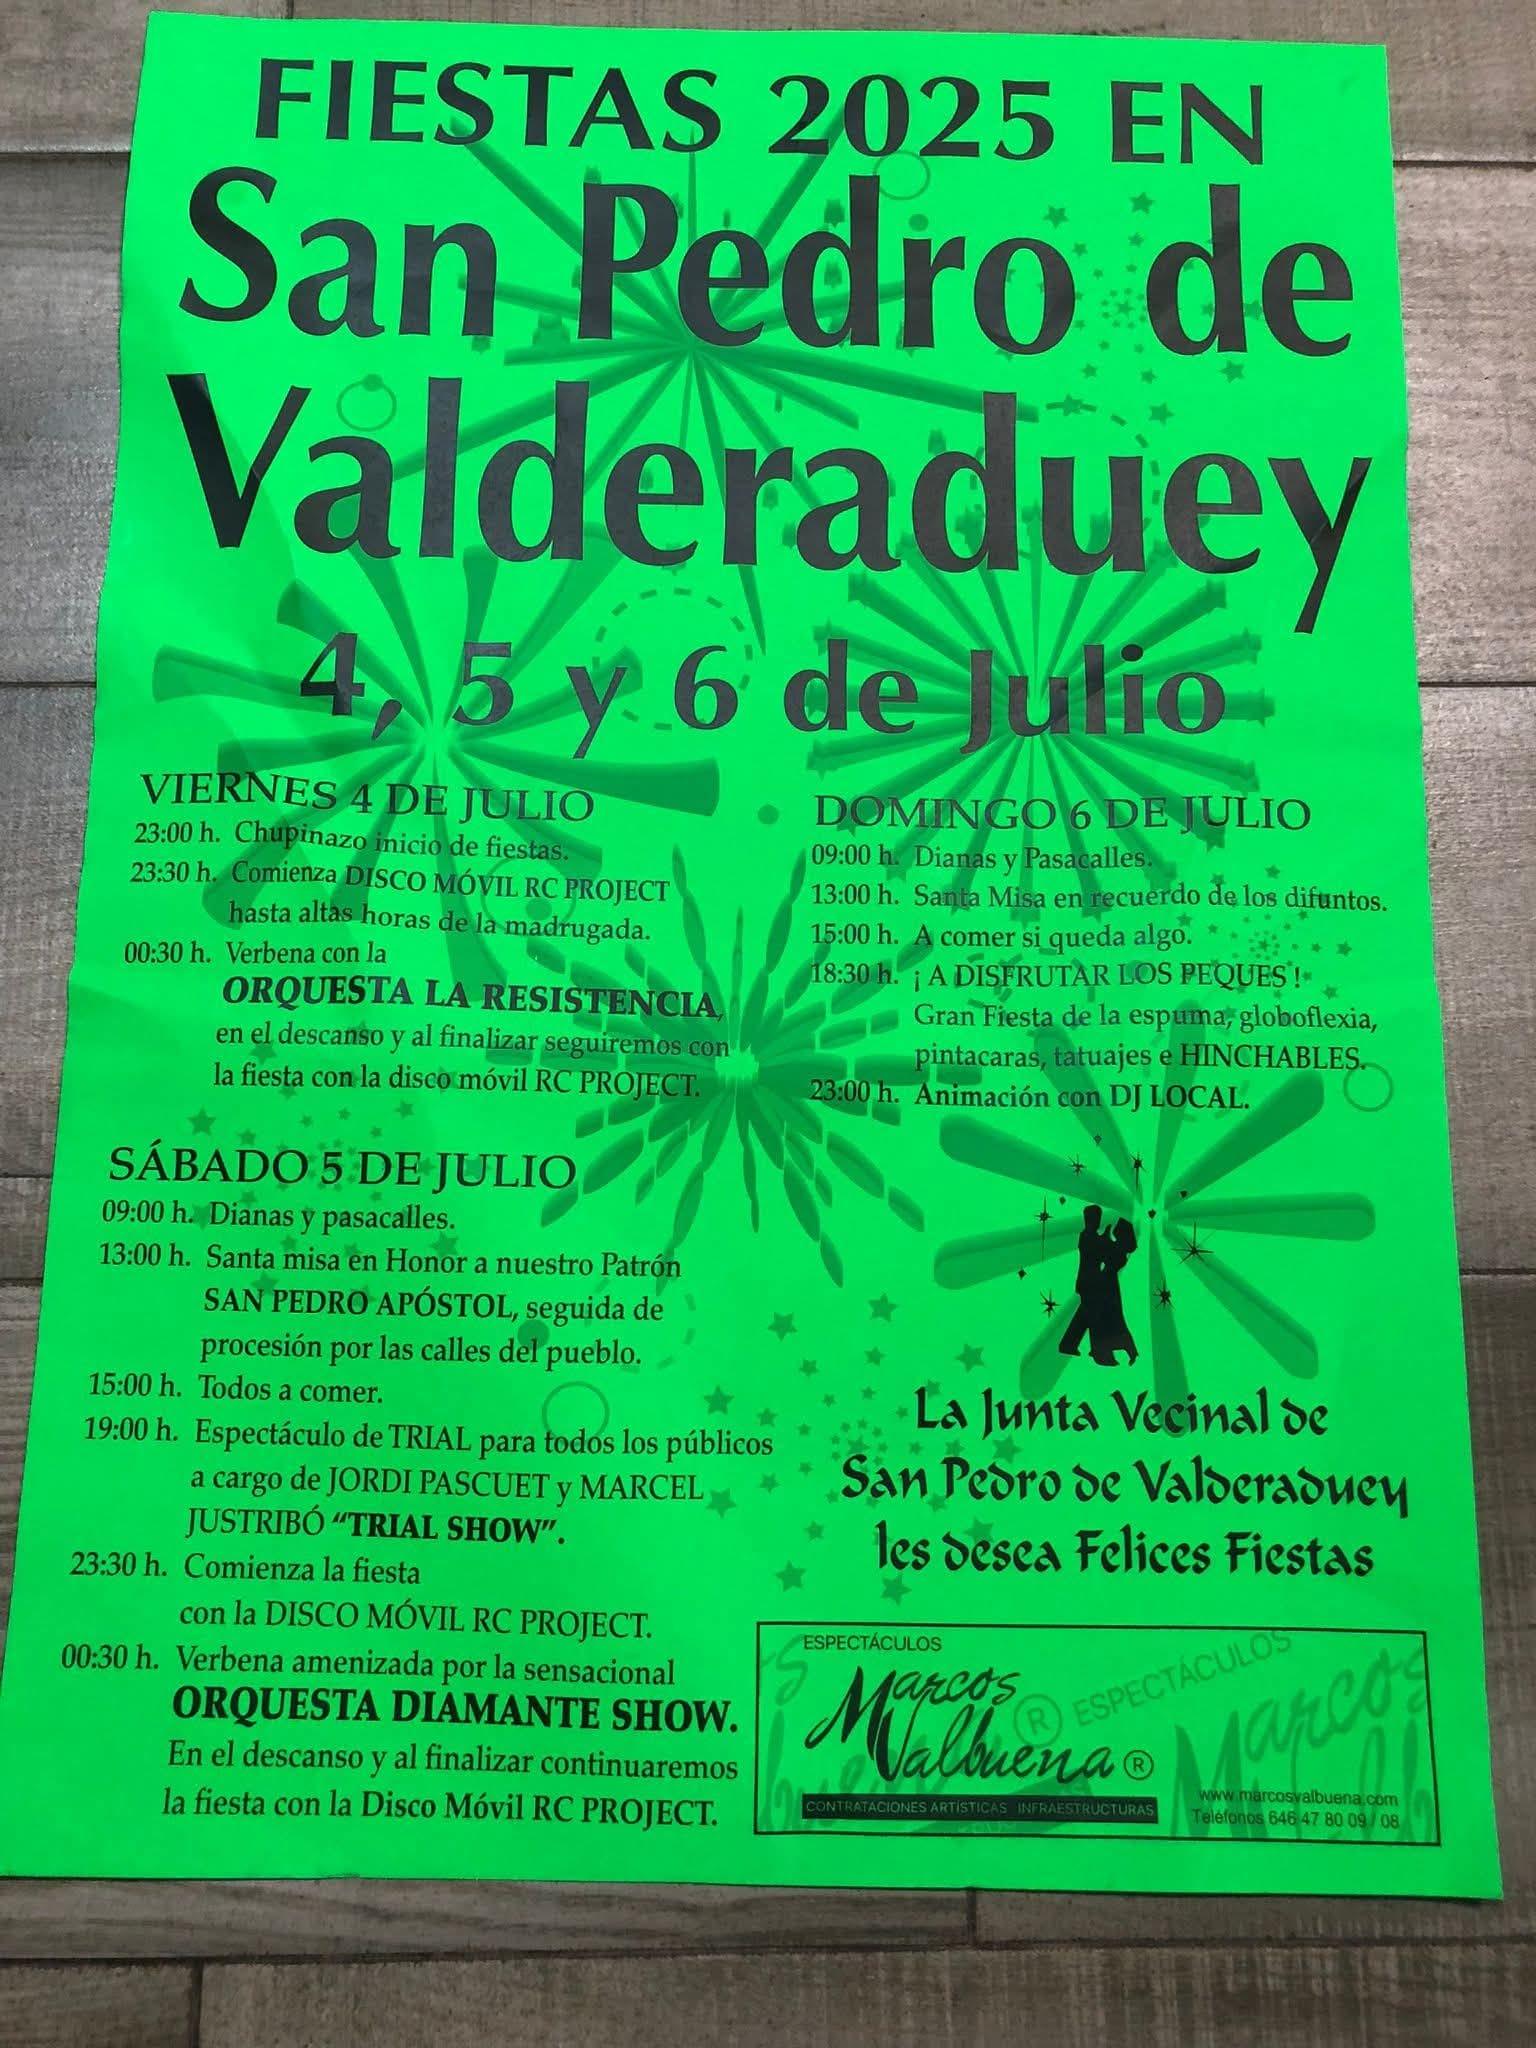 FIESTAS 2025 EN
San Pedro de
Valderaduey
4, 5 y 6 de Julio
VIERNES 4 DE JULIO
23:00 h. Chupinazo inicio de fiestas.
23:30 h. Comienza DISCO MÓVIL RC PROJECT
hasta altas horas de la madrugada.
00:30 h. Verbena con la
ORQUESTA LA RESISTENCIA,
en el descanso y al finalizar seguiremos con
la fiesta con la disco móvil RC PROJECT.
SÁBADO 5 DE JULIO
09:00 h. Dianas y pasacalles.
13:00 h. Santa misa en Honor a nuestro Patrón
SAN PEDRO APÓSTOL, seguida de
procesión por las calles del pueblo.
15:00 h. Todos a comer.
19:00 h. Espectáculo de TRIAL para todos los públicos
a cargo de JORDI PASCUET y MARCEL
JUSTRIBÓ “TRIAL SHOW”.
23:30 h. Comienza la fiesta
con la DISCO MÓVIL RC PROJECT.
00:30 h. Verbena amenizada por la sensacional
ORQUESTA DIAMANTE SHOW.
En el descanso y al finalizar continuaremos
la fiesta con la Disco Móvil RC PROJECT.
DOMINGO 6 DE JULIO
09:00 h. Dianas y Pasacalles.
13:00 h. Santa Misa en recuerdo de los difuntos.
15:00 h. A comer si queda algo.
18:30 h. ¡ A DISFRUTAR LOS PEQUES !
Gran Fiesta de la espuma, globoflexia,
pintacaras, tatuajes e HINCHABLES.
23:00 h. Animación con DJ LOCAL.
La Junta Vecinal de
San Pedro de Valderaduey
les desea Felices Fiestas
ESPECTÁCULOS
Marcos
Valbuena ®
CONTRATACIONES ARTÍSTICAS INFRAESTRUCTURAS
® ESPECTÁCULOS
Marcos
www.marcosvalbuena.com
Teléfonos 646 47 80 09 / 08